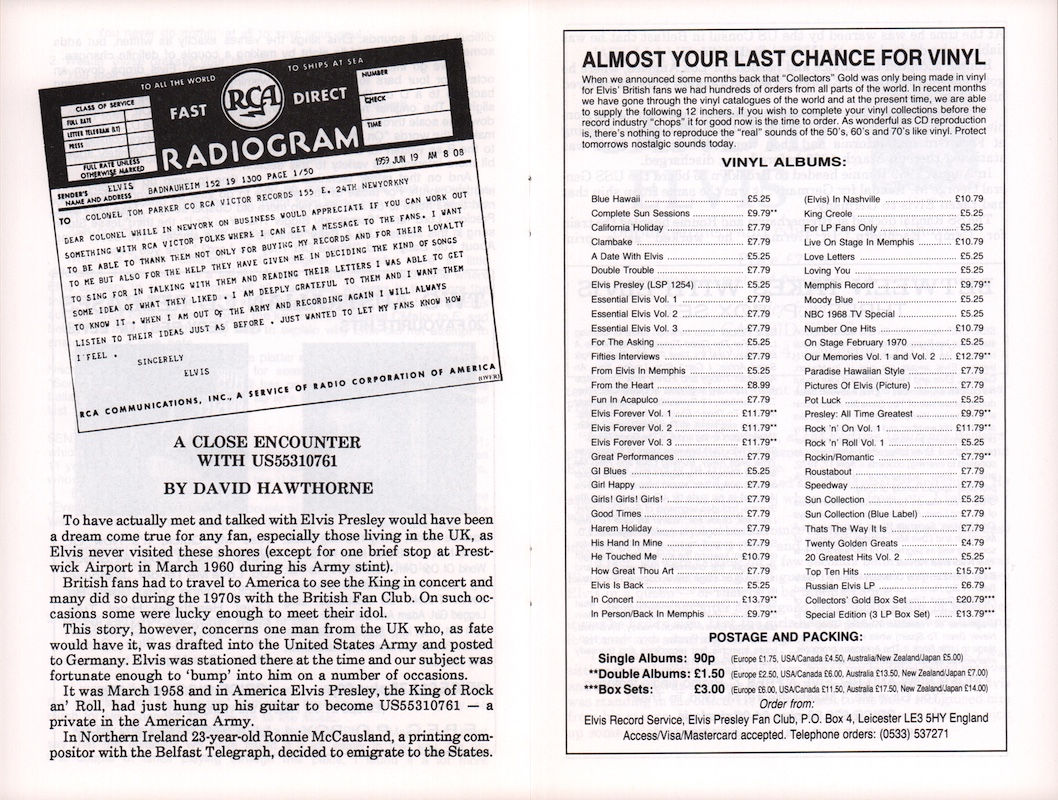 TO ALL THE WORLD
TO SHIPS AT SEA
CLASS OF SERVICE
FULL RATE
LETTER TELEGRAM (LT)
PRESS
FULL RATE UNLESS
OTHERWISE MARKED
FAST RCA DIRECT
NUMBER
CHECK
TIME
RADIOGRAM
1959 JUN 19 AM 8 08
SENDER'S
NAME AND ADDRESS
ELVIS BADNAUHEIM 152 19 1300 PAGE 1/50
TO COLONEL TOM PARKER CO RCA VICTOR RECORDS 155 E. 24TH NEWYORKNY
DEAR COLONEL WHILE IN NEWYORK ON BUSINESS WOULD APPRECIATE IF YOU CAN WORK OUT
SOMETHING WITH RCA VICTOR FOLKS WHERE I CAN GET A MESSAGE TO THE FANS. I WANT
TO BE ABLE TO THANK THEM NOT ONLY FOR BUYING MY RECORDS AND FOR THEIR LOYALTY
TO ME BUT ALSO FOR THE HELP THEY HAVE GIVEN ME IN DECIDING THE KIND OF SONGS
TO SING FOR IN TALKING WITH THEM AND READING THEIR LETTERS I WAS ABLE TO GET
SOME IDEA OF WHAT THEY LIKED . I AM DEEPLY GRATEFUL TO THEM AND I WANT THEM
TO KNOW IT . WHEN I AM OUT OF THE ARMY AND RECORDING AGAIN I WILL ALWAYS
LISTEN TO THEIR IDEAS JUST AS BEFORE . JUST WANTED TO LET MY FANS KNOW HOW
I FEEL .
SINCERELY
ELVIS
RCA COMMUNICATIONS, INC., A SERVICE OF RADIO CORPORATION OF AMERICA
(OVER)
A CLOSE ENCOUNTER
WITH US55310761
BY DAVID HAWTHORNE
To have actually met and talked with Elvis Presley would have been
a dream come true for any fan, especially those living in the UK, as
Elvis never visited these shores (except for one brief stop at Prest-
wick Airport in March 1960 during his Army stint).
British fans had to travel to America to see the King in concert and
many did so during the 1970s with the British Fan Club. On such oc-
casions some were lucky enough to meet their idol.
This story, however, concerns one man from the UK who, as fate
would have it, was drafted into the United States Army and posted
to Germany. Elvis was stationed there at the time and our subject was
fortunate enough to 'bump' into him on a number of occasions.
It was March 1958 and in America Elvis Presley, the King of Rock
an' Roll, had just hung up his guitar to become US55310761 — a
private in the American Army.
In Northern Ireland 23-year-old Ronnie McCausland, a printing com-
positor with the Belfast Telegraph, decided to emigrate to the States.
ALMOST YOUR LAST CHANCE FOR VINYL
When we announced some months back that "Collectors" Gold was only being made in vinyl
for Elvis' British fans we had hundreds of orders from all parts of the world. In recent months
we have gone through the vinyl catalogues of the world and at the present time, we are able
to supply the following 12 inchers. If you wish to complete your vinyl collections before the
record industry "chops" it for good now is the time to order. As wonderful as CD reproduction
is, there's nothing to reproduce the "real" sounds of the 50's, 60's and 70's like vinyl. Protect
tomorrows nostalgic sounds today.
VINYL ALBUMS:
Blue Hawaii £5.25
Complete Sun Sessions £9.79**
California Holiday £7.79
Clambake £7.79
A Date With Elvis £5.25
Double Trouble £7.79
Elvis Presley (LSP 1254) £5.25
Essential Elvis Vol. 1 £7.79
Essential Elvis Vol. 2 £7.79
Essential Elvis Vol. 3 £7.79
For The Asking £5.25
Fifties Interviews £7.79
From Elvis In Memphis £5.25
From the Heart £8.99
Fun In Acapulco £7.79
Elvis Forever Vol. 1 £11.79**
Elvis Forever Vol. 2 £11.79**
Elvis Forever Vol. 3 £11.79**
Great Performances £7.79
GI Blues £5.25
Girl Happy £7.79
Girls! Girls! Girls! £7.79
Good Times £7.79
Harem Holiday £7.79
His Hand In Mine £7.79
He Touched Me £10.79
How Great Thou Art £7.79
Elvis Is Back £5.25
In Concert £13.79**
In Person/Back In Memphis £9.79**
(Elvis) In Nashville £10.79
King Creole £5.25
For LP Fans Only £5.25
Live On Stage In Memphis £10.79
Love Letters £5.25
Loving You £5.25
Memphis Record £9.79**
Moody Blue £5.25
NBC 1968 TV Special £5.25
Number One Hits £10.79
On Stage February 1970 £5.25
Our Memories Vol. 1 and Vol. 2 £12.79**
Paradise Hawaiian Style £7.79
Pictures Of Elvis (Picture) £7.79
Pot Luck £5.25
Presley: All Time Greatest £9.79**
Rock 'n' On Vol. 1 £11.79**
Rock 'n' Roll Vol. 1 £5.25
Rockin/Romantic £7.79**
Roustabout £7.79
Speedway £7.79
Sun Collection £5.25
Sun Collection (Blue Label) £7.79
Thats The Way It Is £7.79
Twenty Golden Greats £4.79
20 Greatest Hits Vol. 2 £5.25
Top Ten Hits £15.79**
Russian Elvis LP £6.79
Collectors' Gold Box Set £20.79***
Special Edition (3 LP Box Set) £13.79***
POSTAGE AND PACKING:
Single Albums: 90p (Europe £1.75, USA/Canada £4.50, Australia/New Zealand/Japan £5.00)
**Double Albums: £1.50 (Europe £2.50, USA/Canada £6.00, Australia £13.50, New Zealand/Japan £7.00)
***Box Sets: £3.00 (Europe £6.00, USA/Canada £11.50, Australia £17.50, New Zealand/Japan £14.00)
Order from:
Elvis Record Service, Elvis Presley Fan Club, P.O. Box 4, Leicester LE3 5HY England
Access/Visa/Mastercard accepted. Telephone orders: (0533) 537271